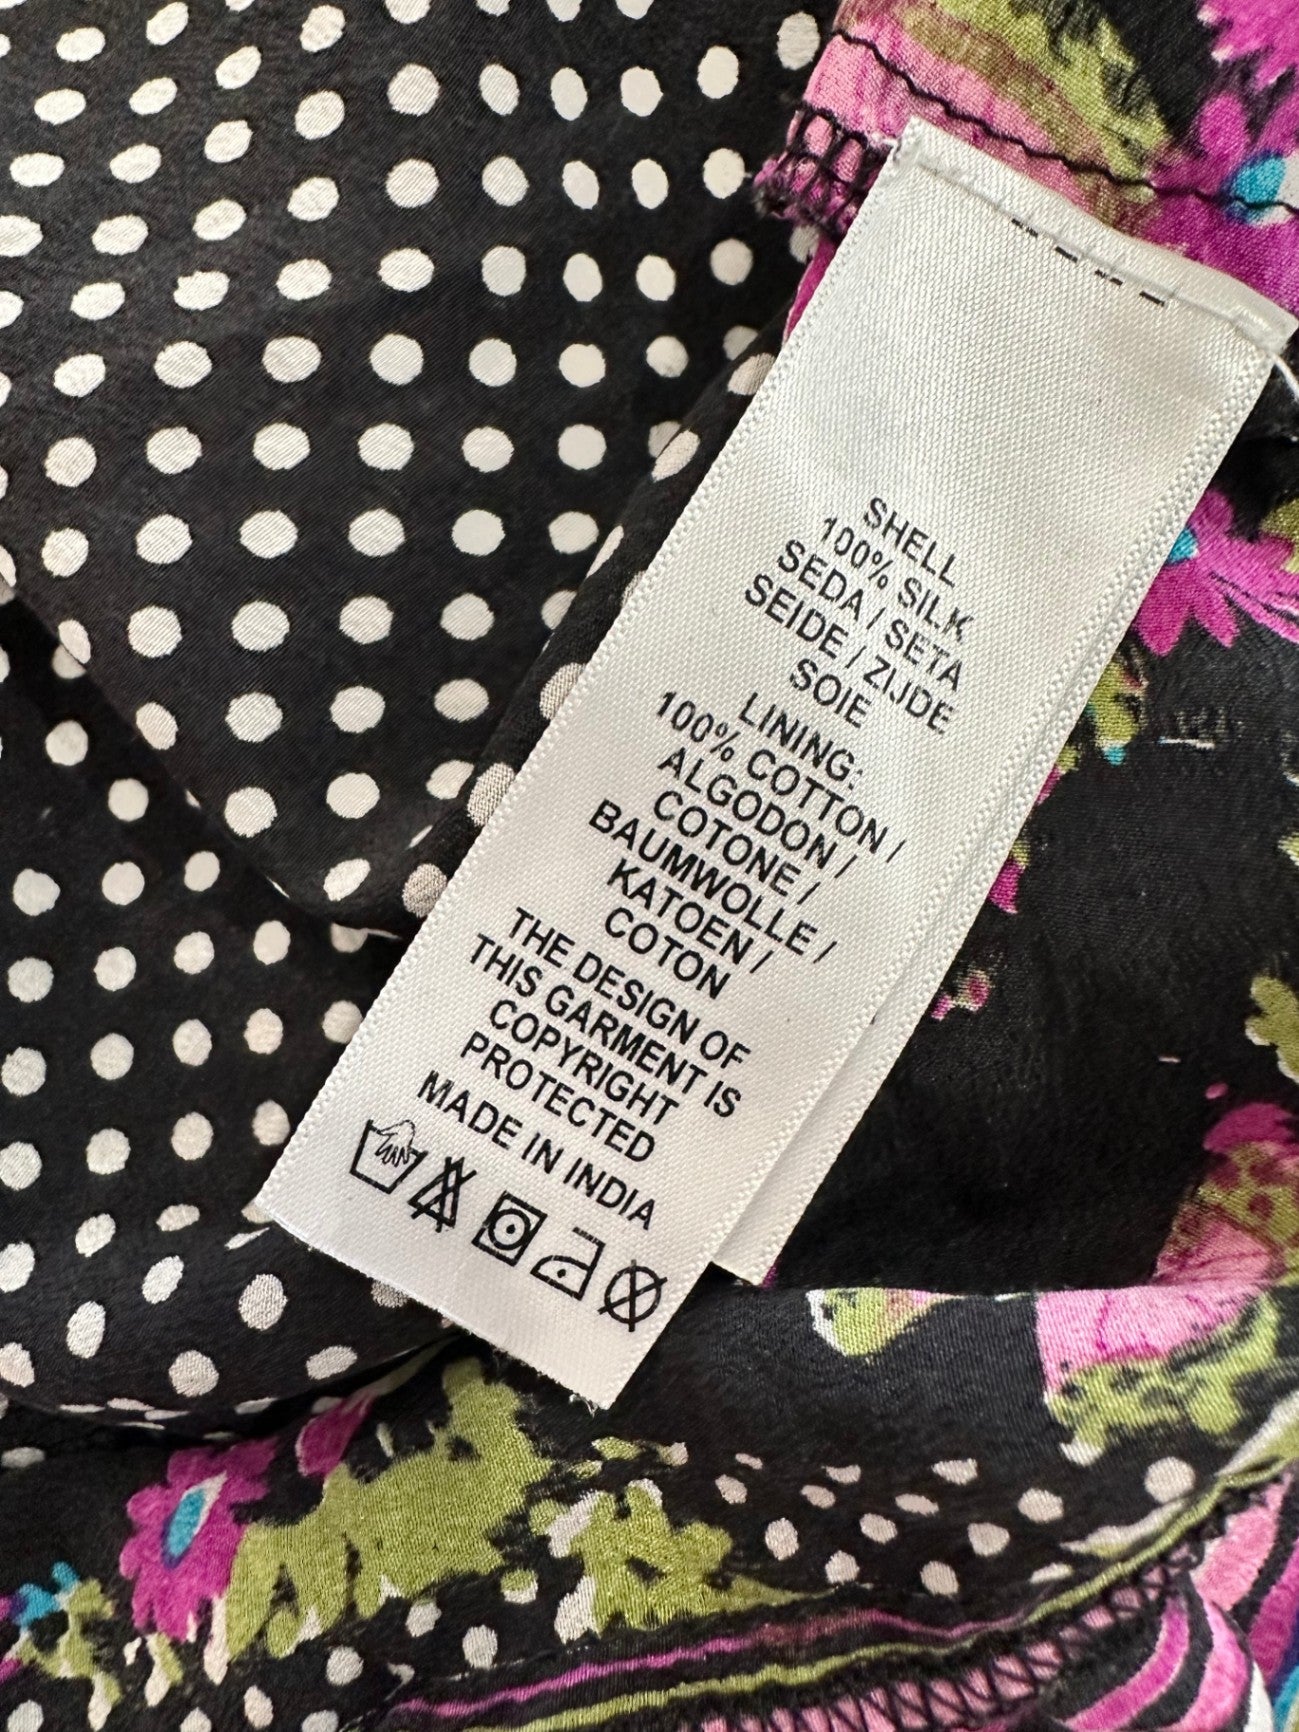 SHELL
100% SILK
SEDA / SETA
SEIDE / ZIJDE
SOIE
LINING:
100% COTTON /
ALGODON /
COTONE /
BAUMWOLLE /
KATOEN /
COTON
THE DESIGN OF
THIS GARMENT IS
COPYRIGHT
PROTECTED
MADE IN INDIA